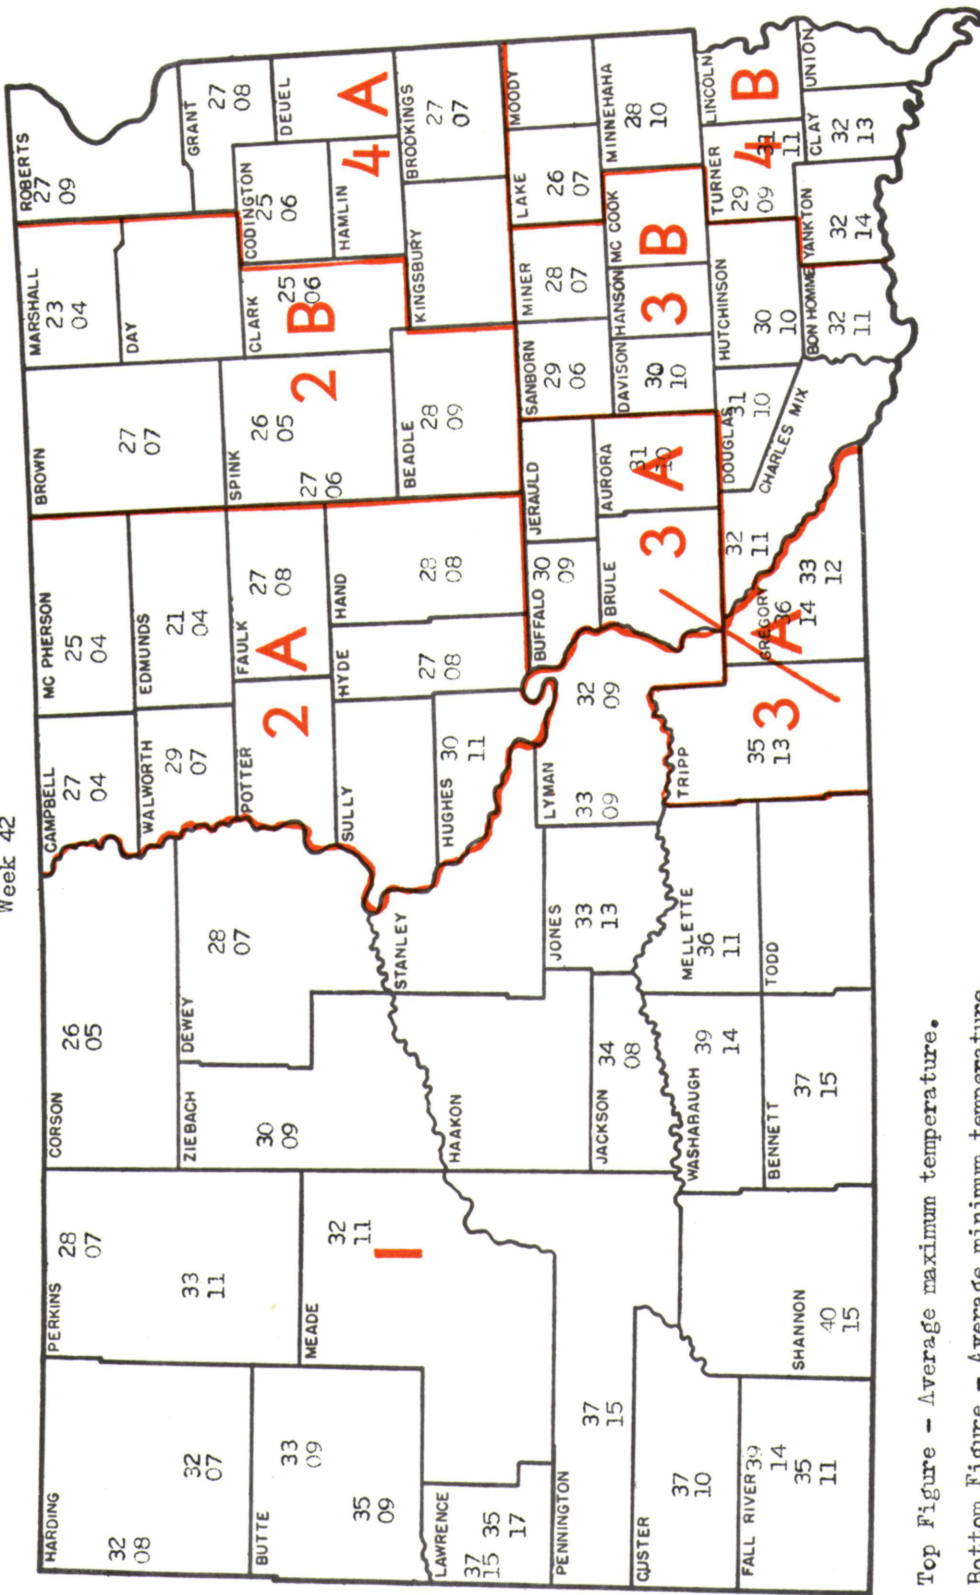 Week 42
HARDING
32
08
32
07
PERKINS
28
07
33
11
CORSON
26
05
CAMPBELL
27
04
MC PHERSON
25
04
BROWN
27
07
MARSHALL
23
04
ROBERTS
27
09
BUTTE
33
09
35
09
MEADE
32
11
1
ZIEBACH
30
09
DEWEY
28
07
WALWORTH
29
07
EDMUNDS
21
04
DAY
GRANT
27
08
POTTER
2 A
FAULK
27
08
SPINK
26
05
27
06
2 B
CLARK
25
06
CODINGTON
25
06
DEUEL
HAMLIN
4 A
LAWRENCE
37
15
35
17
HAAKON
STANLEY
SULLY
HYDE
27
08
HAND
28
08
BEADLE
28
09
KINGSBURY
BROOKINGS
27
07
HUGHES
30
11
PENNINGTON
37
15
JACKSON
34
08
JONES
33
13
LYMAN
33
09
32
09
BUFFALO
30
09
JERAULD
SANBORN
29
06
MINER
28
07
LAKE
26
07
MOODY
BRULE
AURORA
31
10
3 A
DAVISON
30
10
HANSON
MC COOK
3 B
MINNEHAHA
28
10
CUSTER
37
10
WASHABAUGH
39
14
MELLETTE
36
11
TRIPP
35
13
3 A
GREGORY
36
14
33
12
32
11
CHARLES MIX
DOUGLAS
31
10
HUTCHINSON
30
10
TURNER
29
09
LINCOLN
31
11
4 B
FALL RIVER
39
14
35
11
SHANNON
40
15
BENNETT
37
15
TODD
BON HOMME
32
11
YANKTON
32
14
CLAY
32
13
UNION
Top Figure - Average maximum temperature.
Bottom Figure - Average minimum temperature